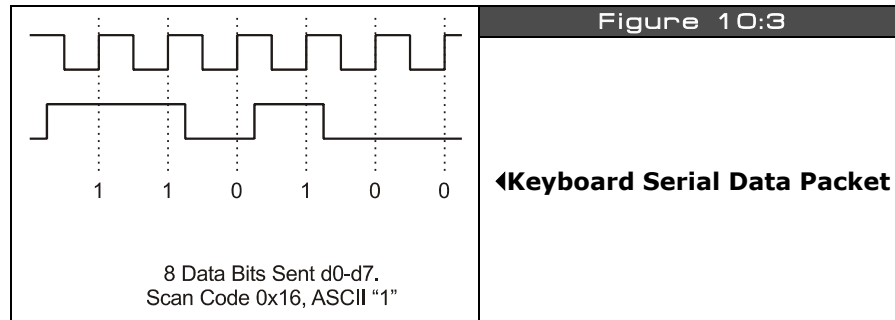 Figure 10:3
1 1 0 1 0 0
8 Data Bits Sent d0-d7.
Scan Code 0x16, ASCII “1”
Keyboard Serial Data Packet